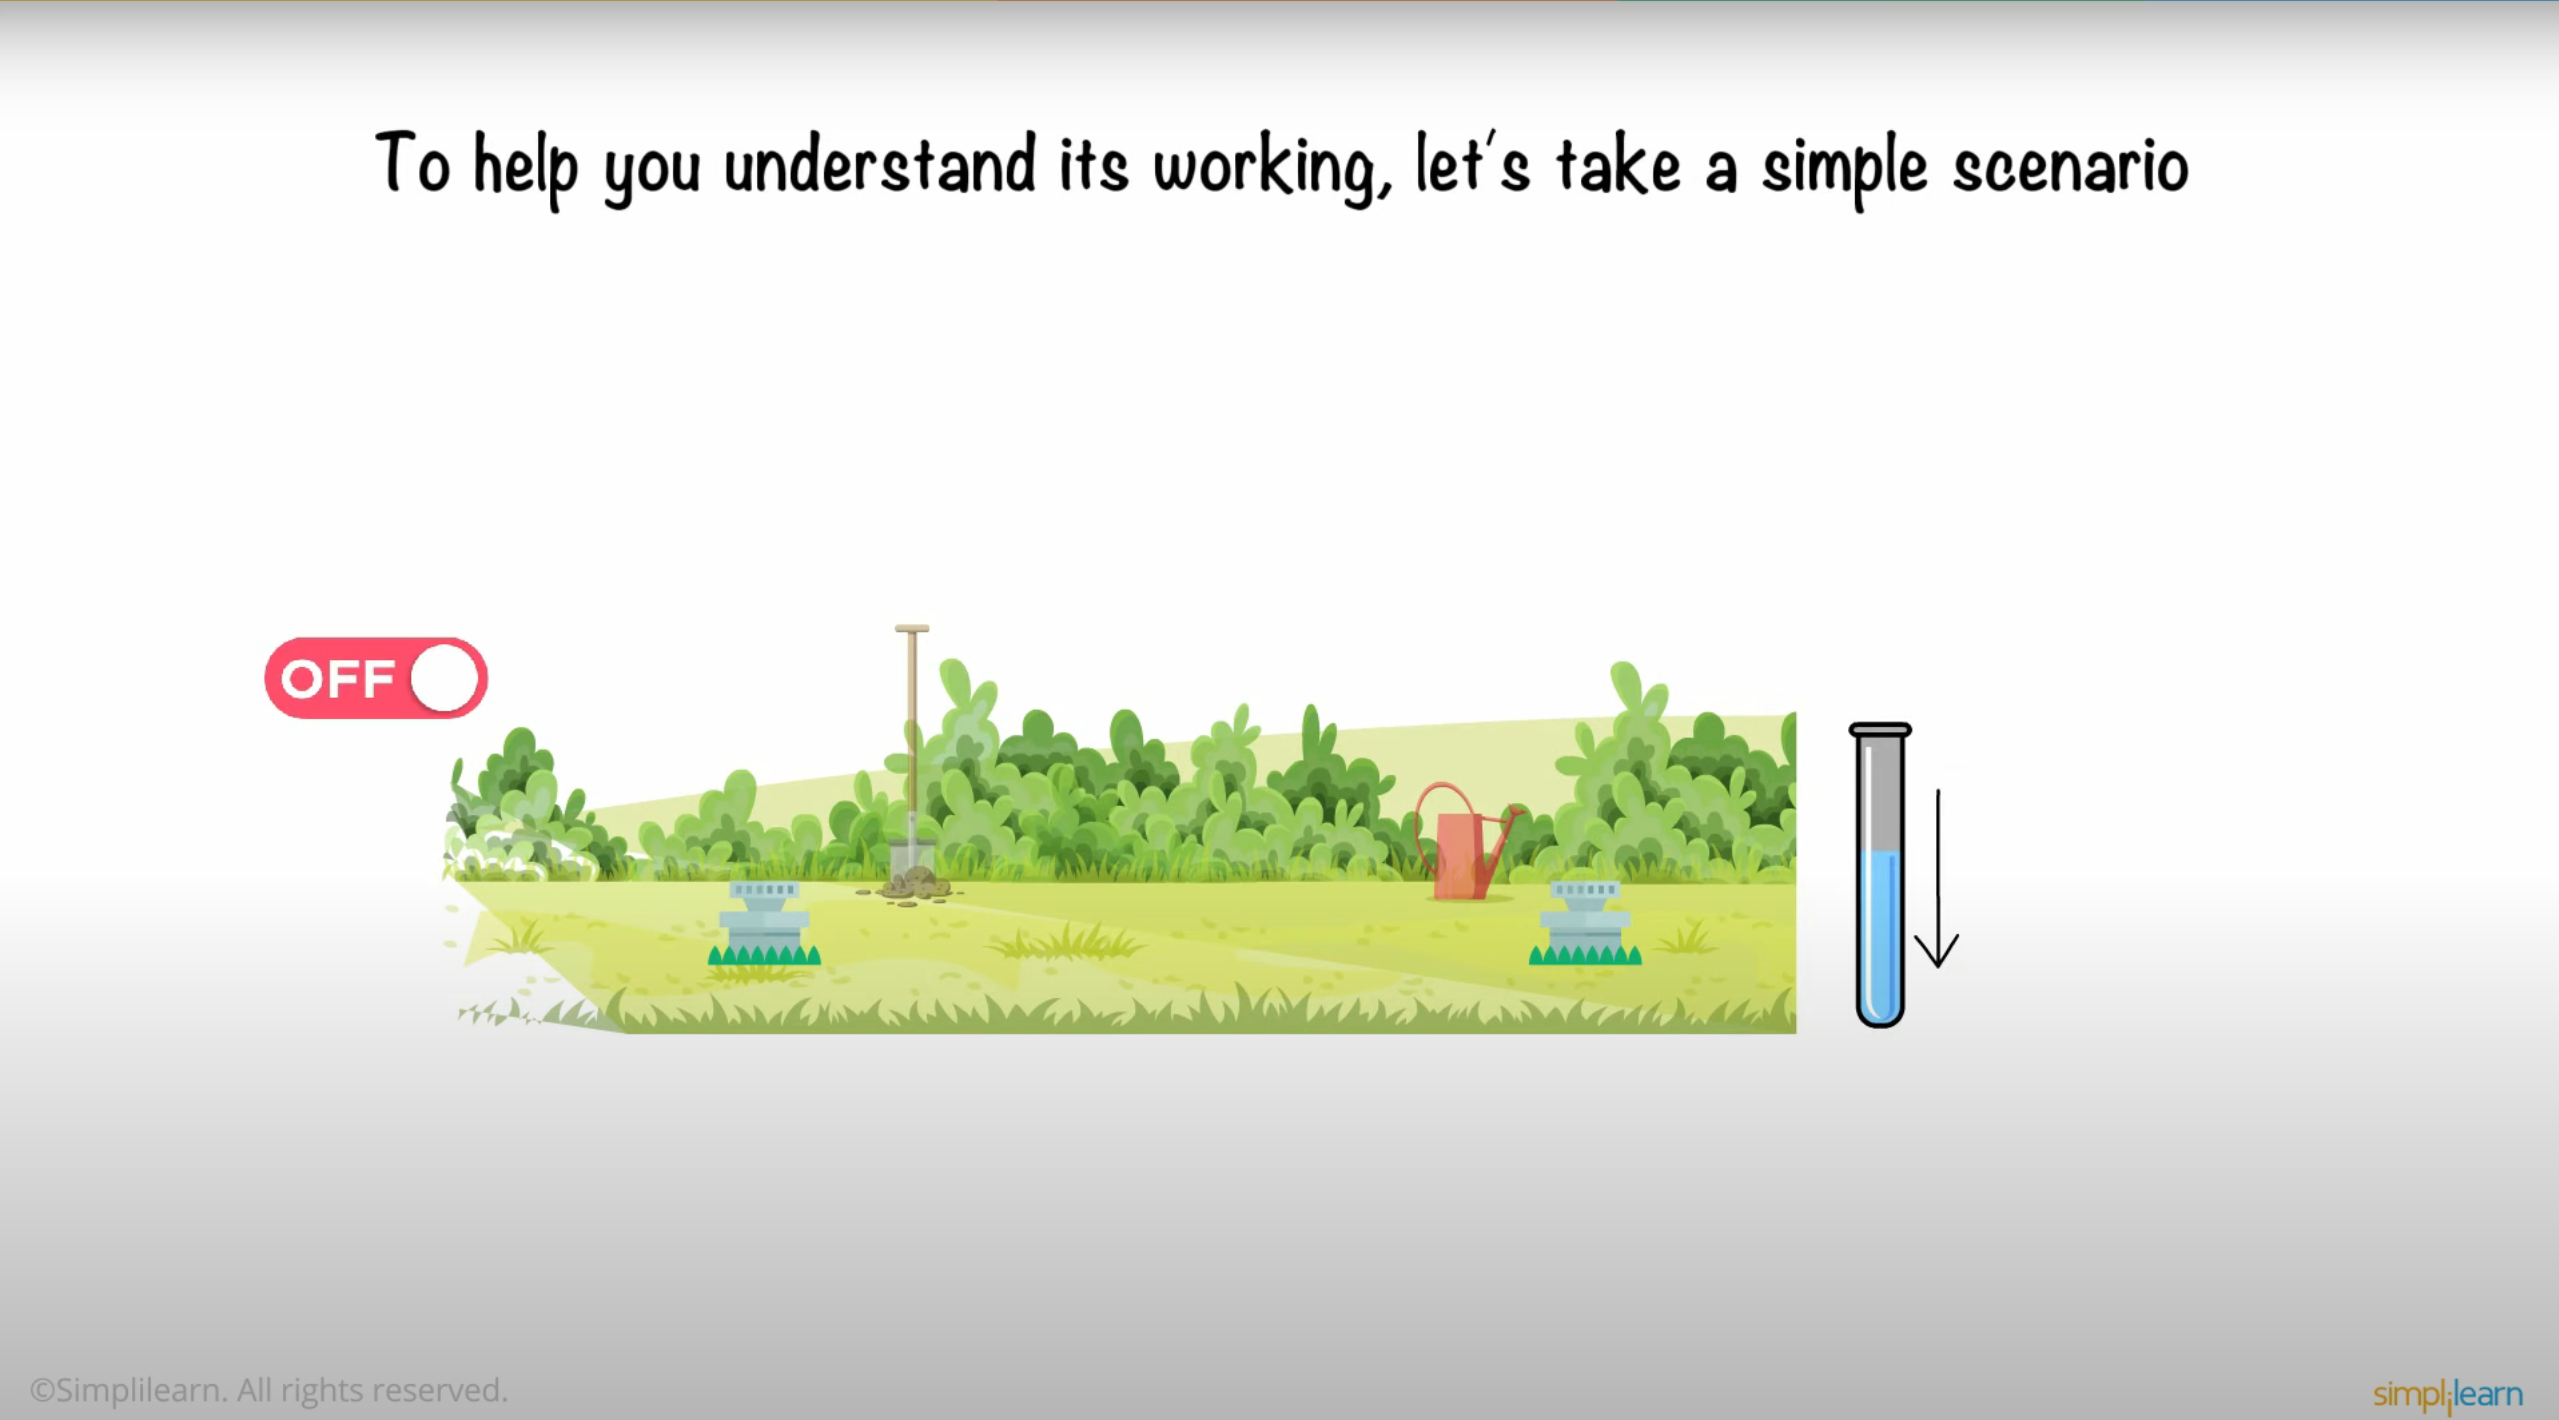 To help you understand its working, let's take a simple scenario
OFF
©Simplilearn. All rights reserved.
simplilearn